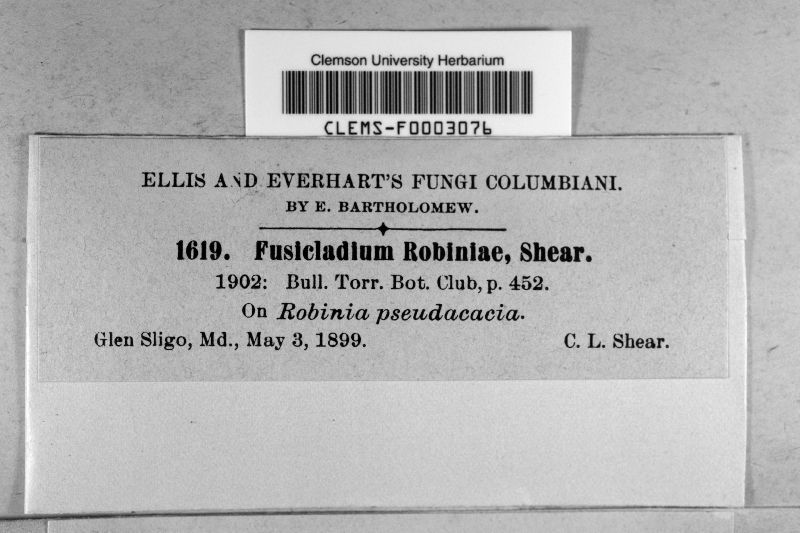 Clemson University Herbarium
CLEMS-F0003076
ELLIS AND EVERHART'S FUNGI COLUMBIANI.
BY E. BARTHOLOMEW.
1619. Fusicladium Robiniae, Shear.
1902: Bull. Torr. Bot. Club, p. 452.
On Robinia pseudacacia.
Glen Sligo, Md., May 3, 1899. C. L. Shear.